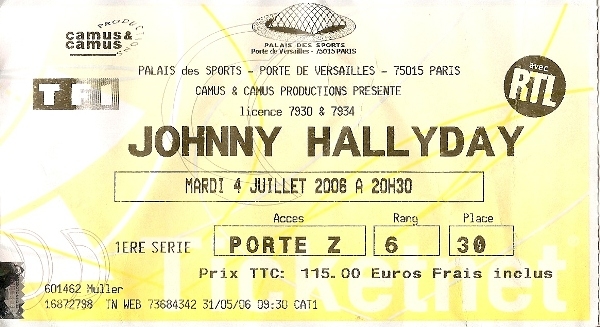 camus&
camus
PRODUCTIONS
PALAIS DES SPORTS
Porte de Versailles - 75015 PARIS
PALAIS des SPORTS - PORTE DE VERSAILLES - 75015 PARIS
avec
RTL
TF1
CAMUS & CAMUS PRODUCTIONS PRESENTE
licence 7930 & 7934
JOHNNY HALLYDAY
MARDI 4 JUILLET 2006 A 20H30
Acces Rang Place
1ERE SERIE PORTE Z 6 30
Prix TTC: 115.00 Euros Frais inclus
Ticketnet
601462 Muller
16872798 TN WEB 73684342 31/05/06 09:30 CAT1